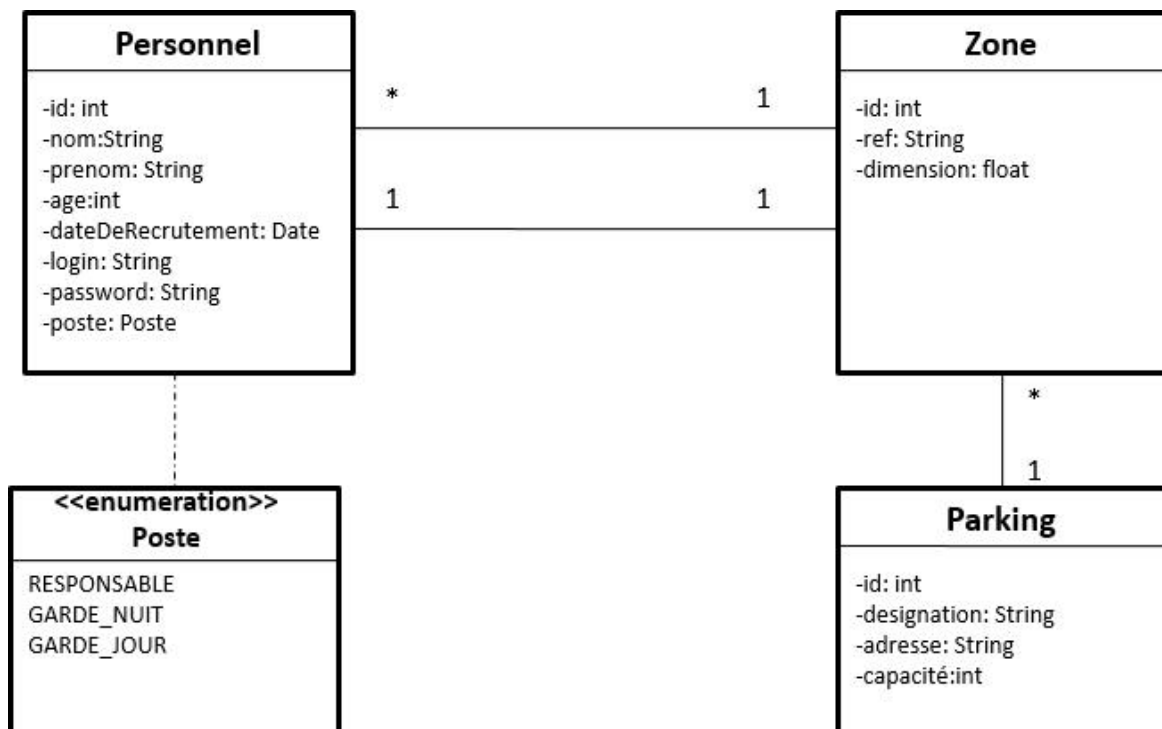 Personnel
-id: int
-nom:String
-prenom: String
-age:int
-dateDeRecrutement: Date
-login: String
-password: String
-poste: Poste
* 1
1 1
Zone
-id: int
-ref: String
-dimension: float
*
1
<<enumeration>>
Poste
RESPONSABLE
GARDE_NUIT
GARDE_JOUR
Parking
-id: int
-designation: String
-adresse: String
-capacité:int